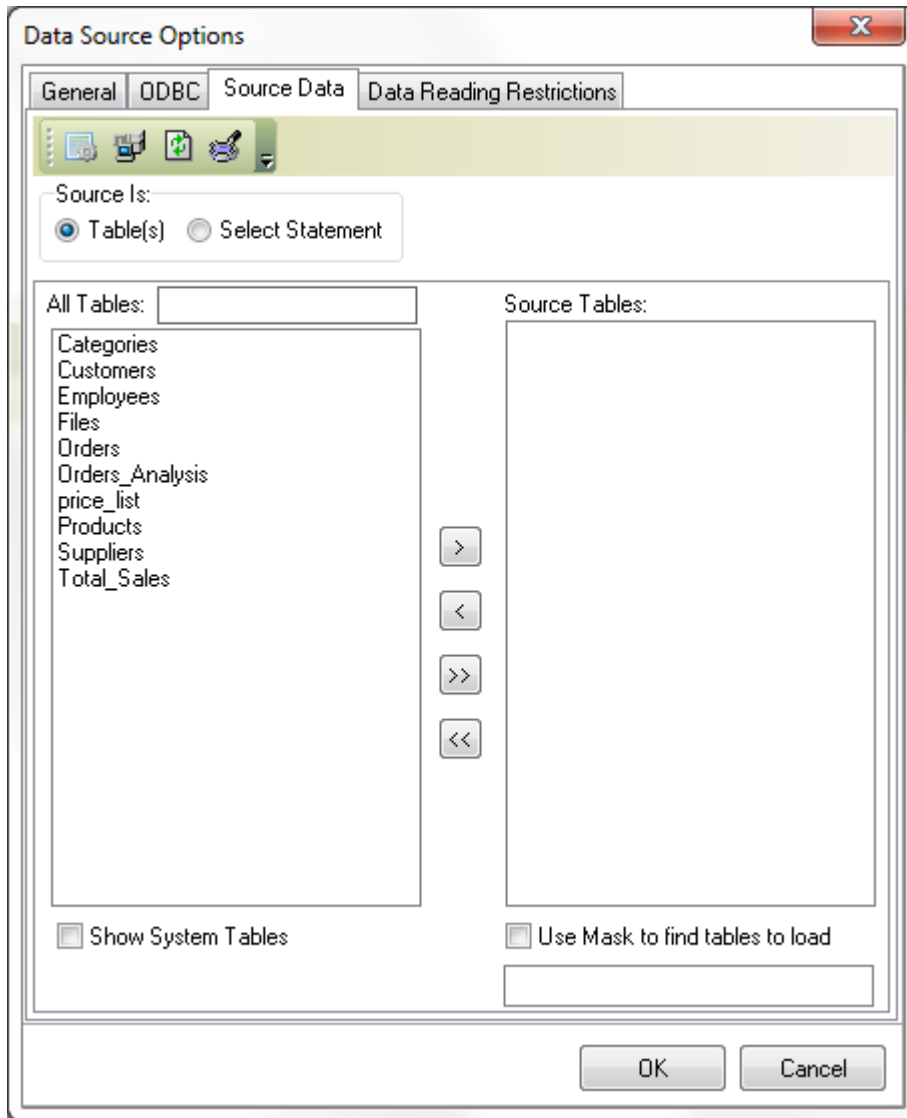 Data Source Options
General ODBC Source Data Data Reading Restrictions
Source Is:
Table(s) Select Statement
All Tables:
Categories
Customers
Employees
Files
Orders
Orders_Analysis
price_list
Products
Suppliers
Total_Sales
Show System Tables
>
<
>>
<<
Source Tables:
Use Mask to find tables to load
OK Cancel